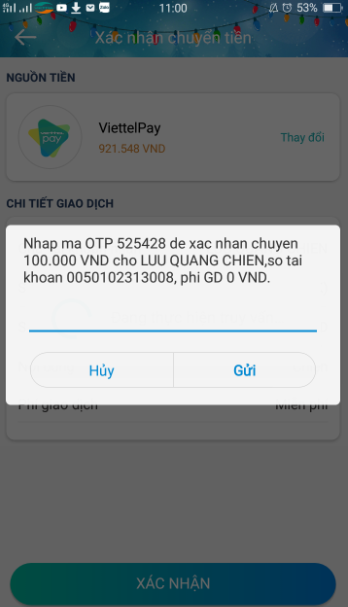 11:00
53%
Xác nhận chuyển tiền
NGUỒN TIỀN
pay
ViettelPay
921.548 VND
Thay đổi
CHI TIẾT GIAO DỊCH
Nhap ma OTP 525428 de xac nhan chuyen
100.000 VND cho LUU QUANG CHIEN,so tai
khoan 0050102313008, phi GD 0 VND.
Hủy
Gửi
Phí giao dịch
Miễn phí
XÁC NHẬN